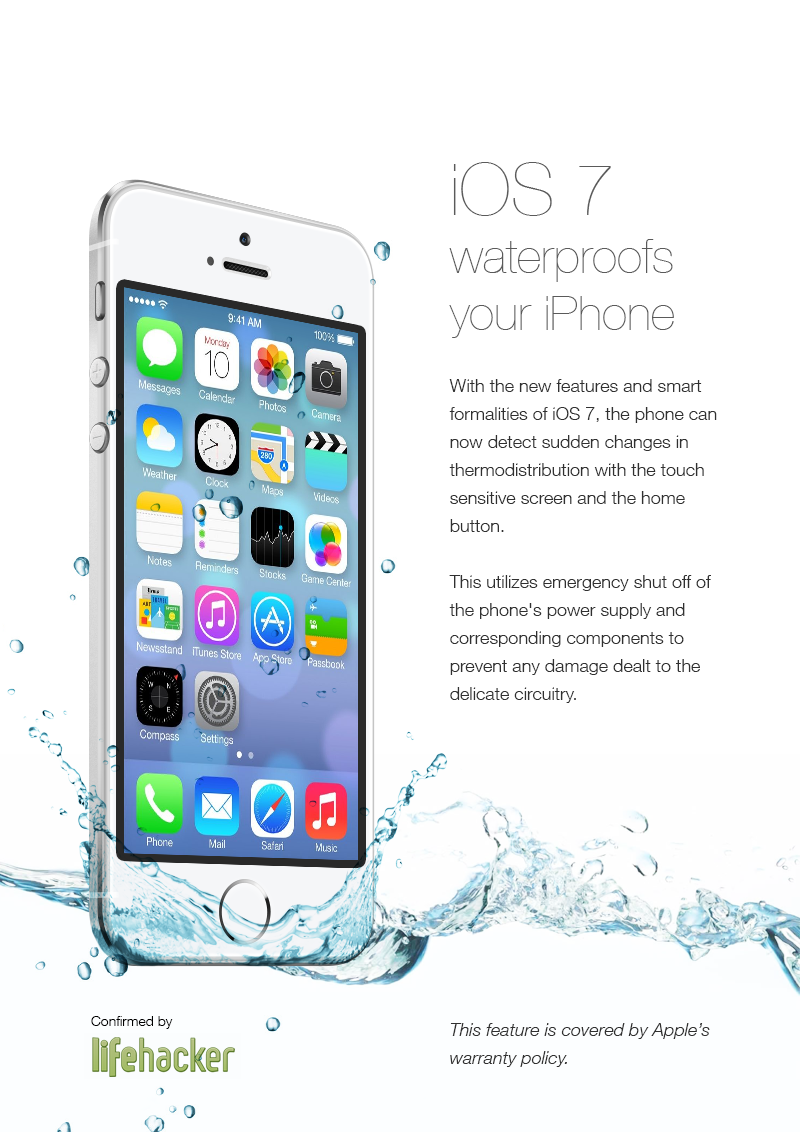 iOS 7
waterproofs
your iPhone
9:41 AM
100%
Monday
10
Messages
Calendar
Photos
Camera
280
Weather
Clock
Maps
Videos
Notes
Reminders
Stocks
Game Center
Newsstand
iTunes Store
App Store
Passbook
N
W
E
S
Compass
Settings
Phone
Mail
Safari
Music
With the new features and smart
formalities of iOS 7, the phone can
now detect sudden changes in
thermodistribution with the touch
sensitive screen and the home
button.
This utilizes emergency shut off of
the phone's power supply and
corresponding components to
prevent any damage dealt to the
delicate circuitry.
Confirmed by
lifehacker
This feature is covered by Apple's
warranty policy.